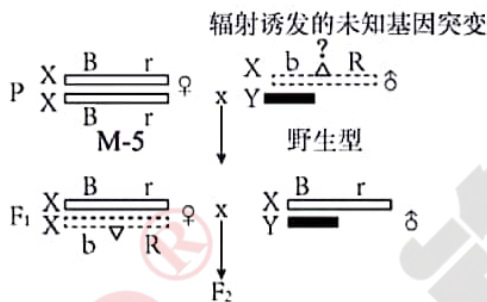 辐射诱发的未知基因突变
?
X B r ♀ X b R ♂
P x
X B r Y
M-5 野生型
X B r ♀ X B r
F₁ x
X b R Y ♂
F₂
®